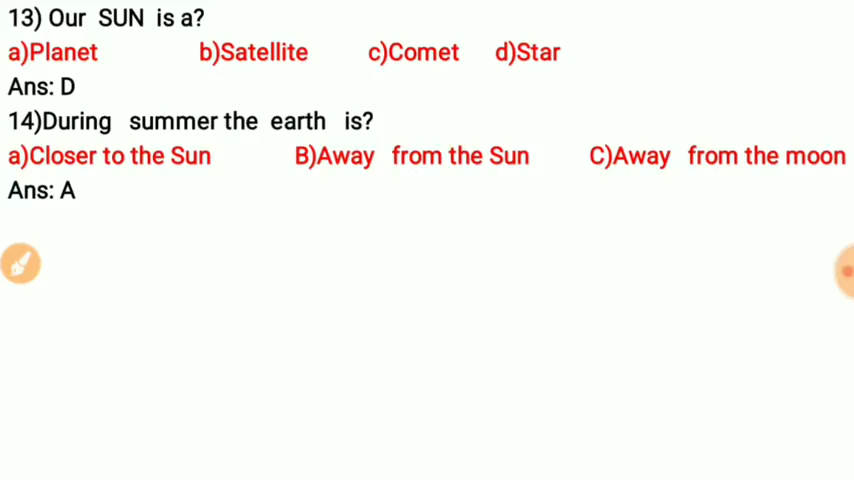 13) Our SUN is a?
a)Planet b)Satellite c)Comet d)Star
Ans: D
14)During summer the earth is?
a)Closer to the Sun B)Away from the Sun C)Away from the moon
Ans: A